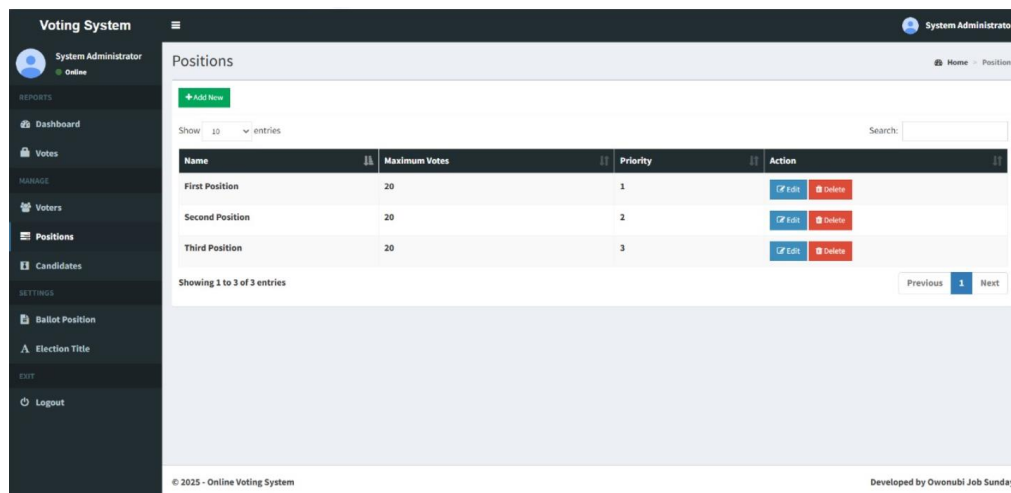 Voting System
System Administrato
System Administrator
Online
Positions
Home > Position
REPORTS
Dashboard
Votes
MANAGE
Voters
Positions
Candidates
SETTINGS
Ballot Position
Election Title
EXIT
Logout
+Add New
Show 10 entries
Search:
Name Maximum Votes Priority Action
First Position 20 1 Edit Delete
Second Position 20 2 Edit Delete
Third Position 20 3 Edit Delete
Showing 1 to 3 of 3 entries
Previous 1 Next
© 2025 - Online Voting System
Developed by Owonubi Job Sunday